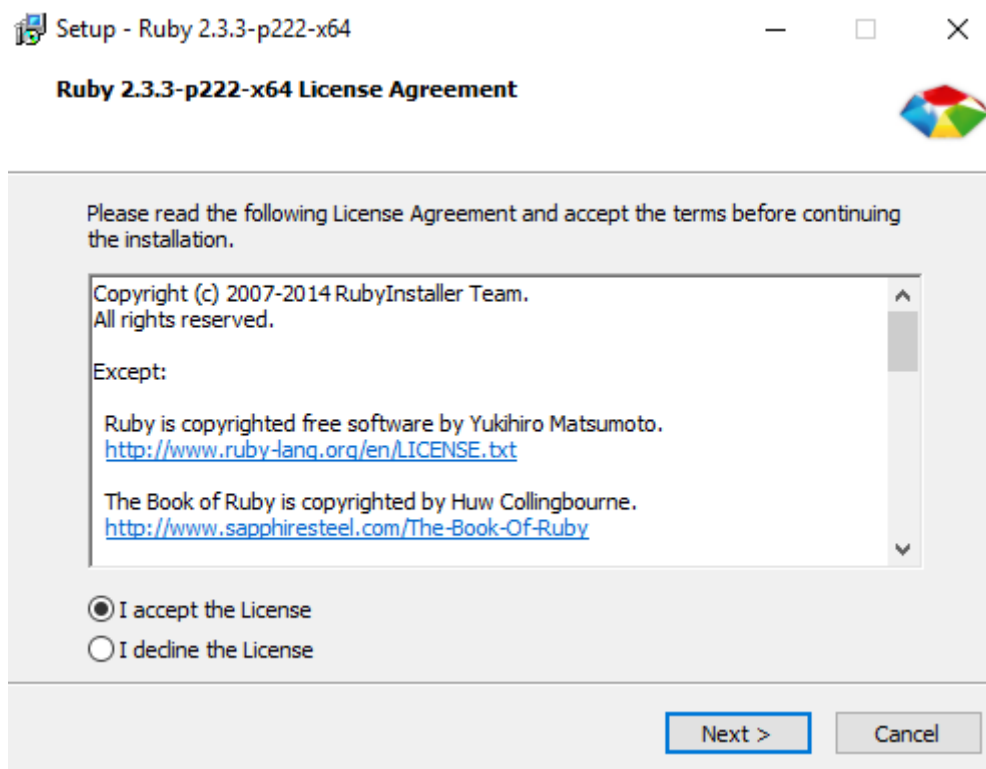 Setup - Ruby 2.3.3-p222-x64
Ruby 2.3.3-p222-x64 License Agreement
Please read the following License Agreement and accept the terms before continuing
the installation.
Copyright (c) 2007-2014 RubyInstaller Team.
All rights reserved.
Except:
Ruby is copyrighted free software by Yukihiro Matsumoto.
http://www.ruby-lang.org/en/LICENSE.txt
The Book of Ruby is copyrighted by Huw Collingbourne.
http://www.sapphiresteel.com/The-Book-Of-Ruby
I accept the License
I decline the License
Next >
Cancel